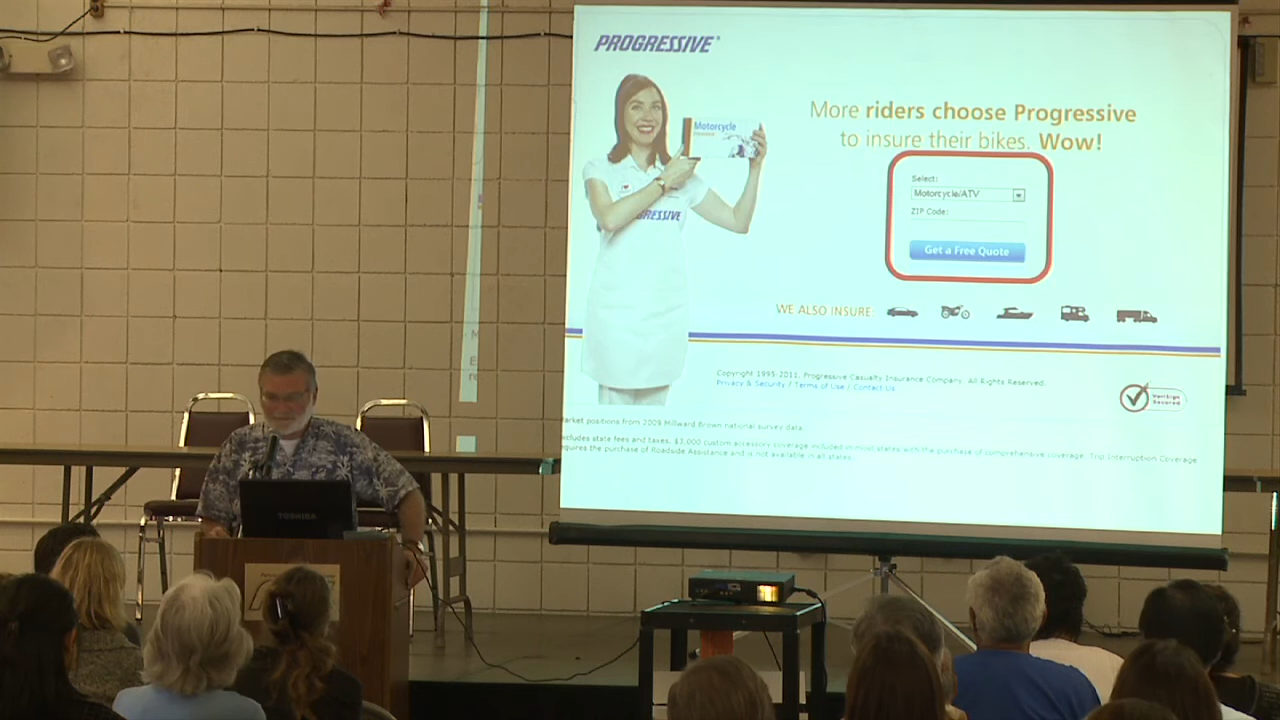 PROGRESSIVE®
More riders choose Progressive
to insure their bikes. Wow!
Motorcycle
PROGRESSIVE
Select:
Motorcycle/ATV
ZIP Code:
Get a Free Quote
WE ALSO INSURE:
Copyright 1995-2011. Progressive Casualty Insurance Company. All Rights Reserved.
Privacy & Security / Terms of Use / Contact Us
VeriSign
Secured
arket positions from 2009 Millward Brown national survey data.
xcludes state fees and taxes. $3,000 custom accessory coverage included in most states with the purchase of comprehensive coverage. Trip Interruption Coverage
equires the purchase of Roadside Assistance and is not available in all states.
TOSHIBA